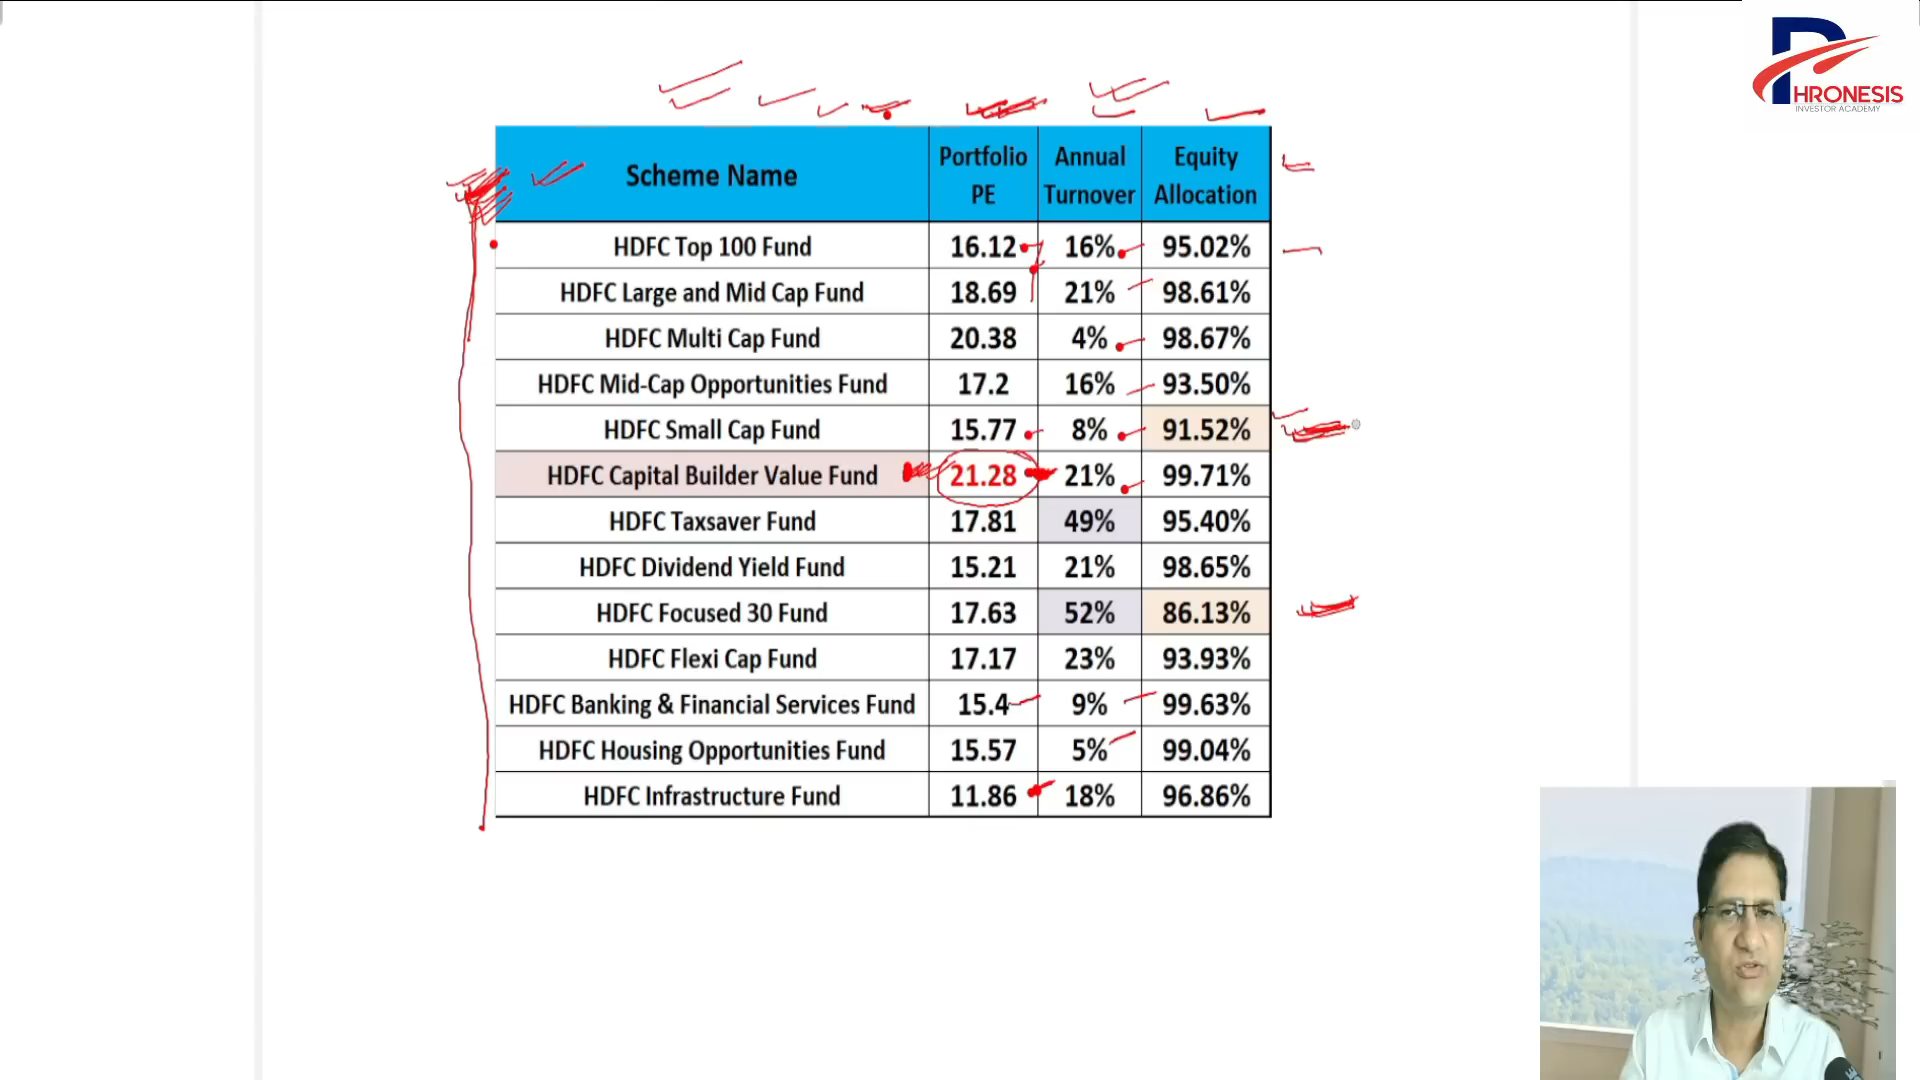 PHRONESIS
INVESTOR ACADEMY
Scheme Name Portfolio PE Annual Turnover Equity Allocation
HDFC Top 100 Fund 16.12 16% 95.02%
HDFC Large and Mid Cap Fund 18.69 21% 98.61%
HDFC Multi Cap Fund 20.38 4% 98.67%
HDFC Mid-Cap Opportunities Fund 17.2 16% 93.50%
HDFC Small Cap Fund 15.77 8% 91.52%
HDFC Capital Builder Value Fund 21.28 21% 99.71%
HDFC Taxsaver Fund 17.81 49% 95.40%
HDFC Dividend Yield Fund 15.21 21% 98.65%
HDFC Focused 30 Fund 17.63 52% 86.13%
HDFC Flexi Cap Fund 17.17 23% 93.93%
HDFC Banking & Financial Services Fund 15.4 9% 99.63%
HDFC Housing Opportunities Fund 15.57 5% 99.04%
HDFC Infrastructure Fund 11.86 18% 96.86%